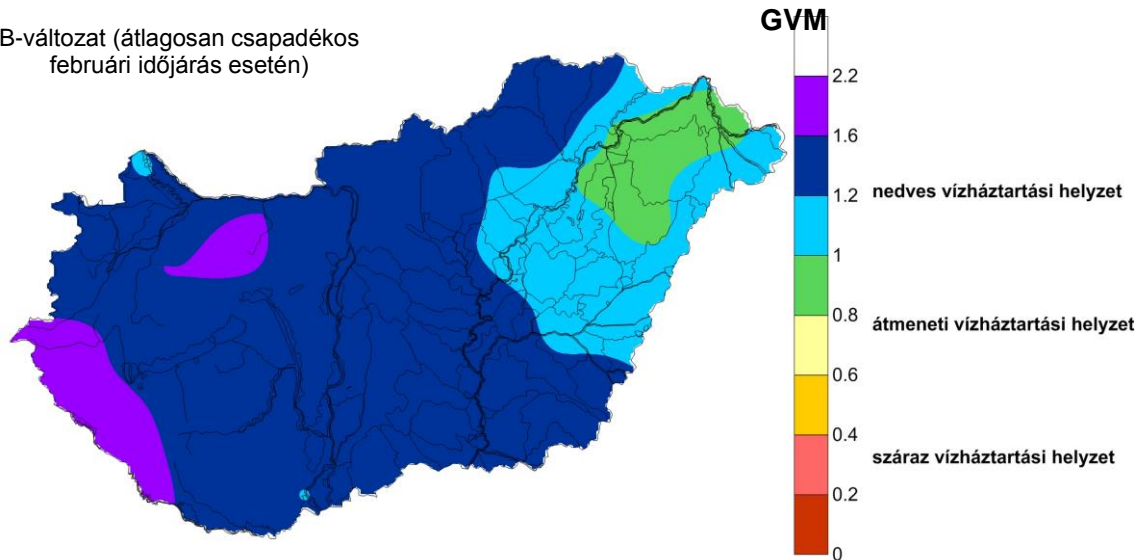 B-változat (átlagosan csapadékos
februári időjárás esetén)
GVM
2.2
1.6
1.2
nedves vízháztartási helyzet
1
0.8
átmeneti vízháztartási helyzet
0.6
0.4
száraz vízháztartási helyzet
0.2
0